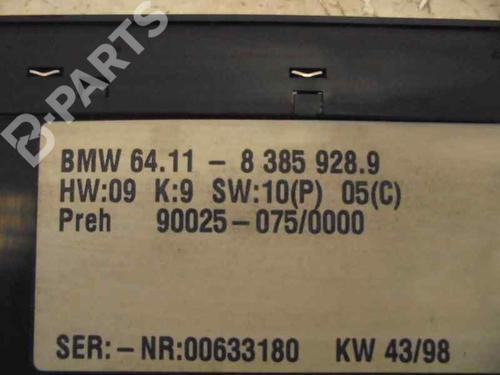 B-PARTS
BMW 64.11 - 8 385 928.9
HW:09 K:9 SW:10(P) 05(C)
Preh 90025-075/0000
SER:-NR:00633180 KW 43/98